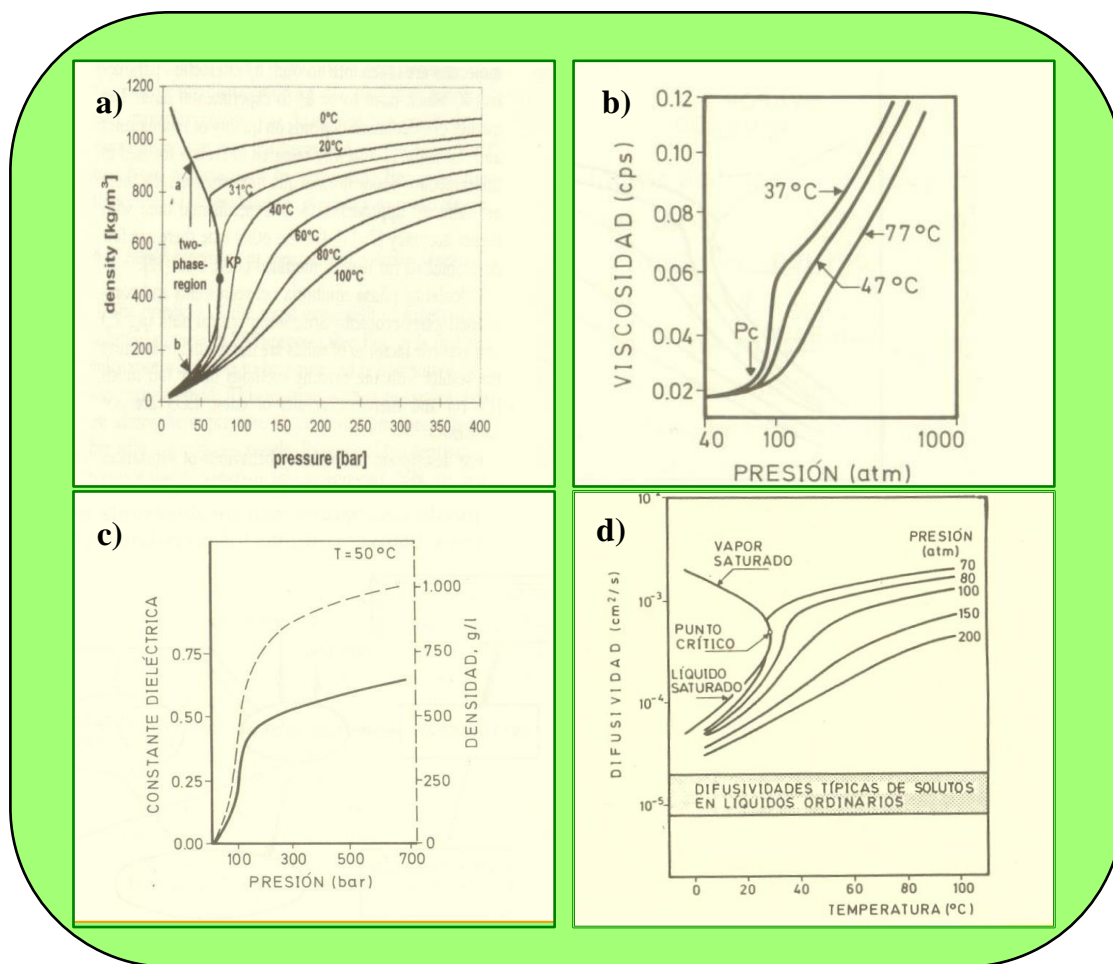 a)
1200
1000
800
600
400
200
0
density [kg/m³]
0°C
20°C
31°C
40°C
60°C
80°C
100°C
a
two-
phase-
region
KP
b
0 50 100 150 200 250 300 350 400
pressure [bar]
b)
0.12
0.10
0.08
0.06
0.04
0.02
VISCOSIDAD (cps)
37°C
77°C
47°C
Pc
40 100 1000
PRESIÓN (atm)
c)
T = 50°C
CONSTANTE DIELÉCTRICA
0.75
0.50
0.25
0.00
1.000
750
500
250
0
DENSIDAD, g/l
100 300 500 700
PRESIÓN (bar)
d)
10⁻²
10⁻³
10⁻⁴
10⁻⁵
DIFUSIVIDAD (cm²/s)
VAPOR
SATURADO
PUNTO
CRÍTICO
LÍQUIDO
SATURADO
PRESIÓN
(atm)
70
80
100
150
200
DIFUSIVIDADES TÍPICAS DE SOLUTOS
EN LÍQUIDOS ORDINARIOS
0 20 40 60 80 100
TEMPERATURA (°C)